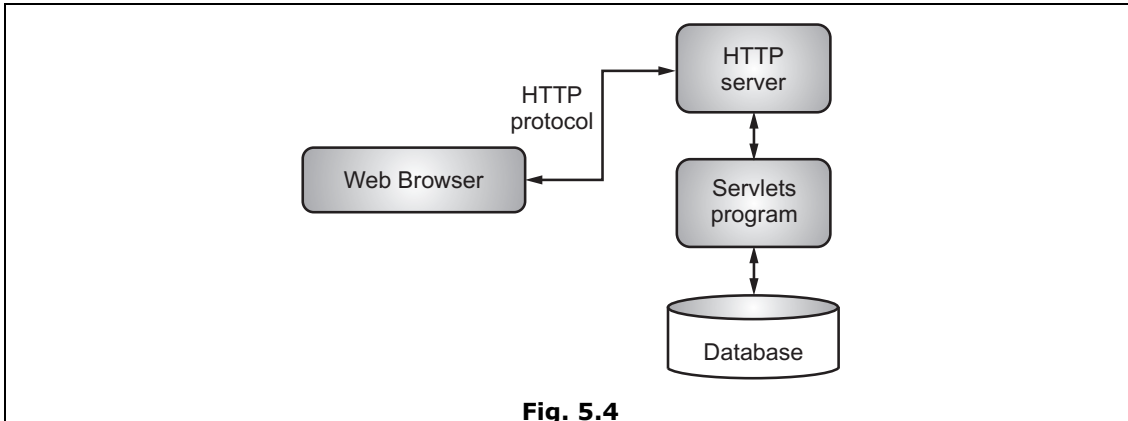 HTTP
server
HTTP
protocol
Web Browser
Servlets
program
Database
Fig. 5.4